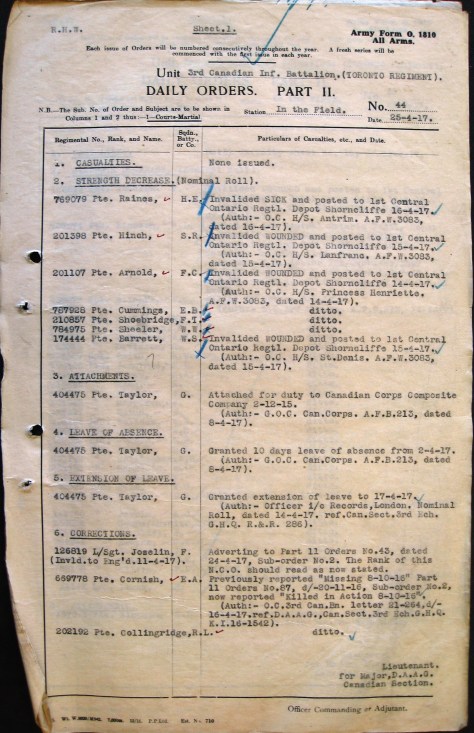 H.H.W.
Sheet.1.
Army Form O. 1810
All Arms.
Each issue of Orders will be numbered consecutively throughout the year. A fresh series will be
commenced with the first issue in each year.
Unit 3rd Canadian Inf. Battalion,(TORONTO REGIMENT).
DAILY ORDERS. PART II.
N.B.—The Sub. No. of Order and Subject are to be shown in
Columns 1 and 2 thus:—1—Courts-Martial
Station In the Field.
No. 44
Date 25-4-17.
Regimental No., Rank, and Name.
Sqdn., Batty., or Co.
Particulars of Casualties, etc., and Date.
1. CASUALTIES. None issued.
2. STRENGTH DECREASE.(Nominal Roll).
769079 Pte. Raines, H.E. Invalided SICK and posted to 1st Central
Ontario Regtl. Depot Shorncliffe 16-4-17.
(Auth:- O.C. H/S Antrim. A.F.W.3083,
dated 16-4-17).
201398 Pte. Hinch, S.R. Invalided WOUNDED and posted to 1st Central
Ontario Regtl. Depot Shorncliffe 15-4-17.
(Auth:- O.C. H/S Lanfranc. A.F.W.3083,
dated 15-4-17).
201107 Pte. Arnold, F.C. Invalided WOUNDED and posted to 1st Central
Ontario Regtl. Depot Shorncliffe 14-4-17.
(Auth:- O.C. H/S Princess Henriette.
A.F.W.3083, dated 14-4-17).
757928 Pte. Cummings, E.B. ditto.
210857 Pte. Shoebridge, F.T. ditto.
784975 Pte. Sheeler, W.W. ditto.
174444 Pte. Barrett, W.S. Invalided WOUNDED and posted to 1st Central
Ontario Regtl. Depot Shorncliffe 15-4-17.
(Auth:- O.C. H/S St.Denis. A.F.W.3083,
dated 15-4-17).
3. ATTACHMENTS.
404475 Pte. Taylor, G. Attached for duty to Canadian Corps Composite
Company 2-12-15.
(Auth:- G.O.C. Can.Corps. A.F.B.213, dated
8-4-17).
4. LEAVE OF ABSENCE.
404475 Pte. Taylor, G. Granted 10 days leave of absence from 2-4-17.
(Auth:- G.O.C. Can.Corps. A.F.B.213, dated
8-4-17).
5. EXTENSION OF LEAVE.
404475 Pte. Taylor, G. Granted extension of leave to 17-4-17.
(Auth:- Officer i/c Records,London, Nominal
Roll, dated 14-4-17. ref.Can.Sect.3rd Ech.
G.H.Q. R.&.R. 286).
6. CORRECTIONS.
126819 L/Sgt. Joselin, F. Adverting to Part 11 Orders No.43, dated
(Invld.to Eng'd.11-4-17) 24-4-17, Sub-order No.2. The Rank of this
N.C.O. should read as now stated.
669778 Pte. Cornish, E.A. Previously reported "Missing 8-10-16" Part
11 Orders No.87, d/-20-11-16, Sub-order No.2,
now reported "Killed in Action 8-10-16".
(Auth:- O.C.3rd Can.Bn. letter 21-264,d/-
16-4-17.ref.D.A.A.G.,Can.Sect.3rd Ech.G.H.Q.
K.I.16-1542).
202192 Pte. Collingridge,R.L. ditto.
Lieutenant.
for Major,D.A.A.G.
Canadian Section.
Officer Commanding or Adjutant.